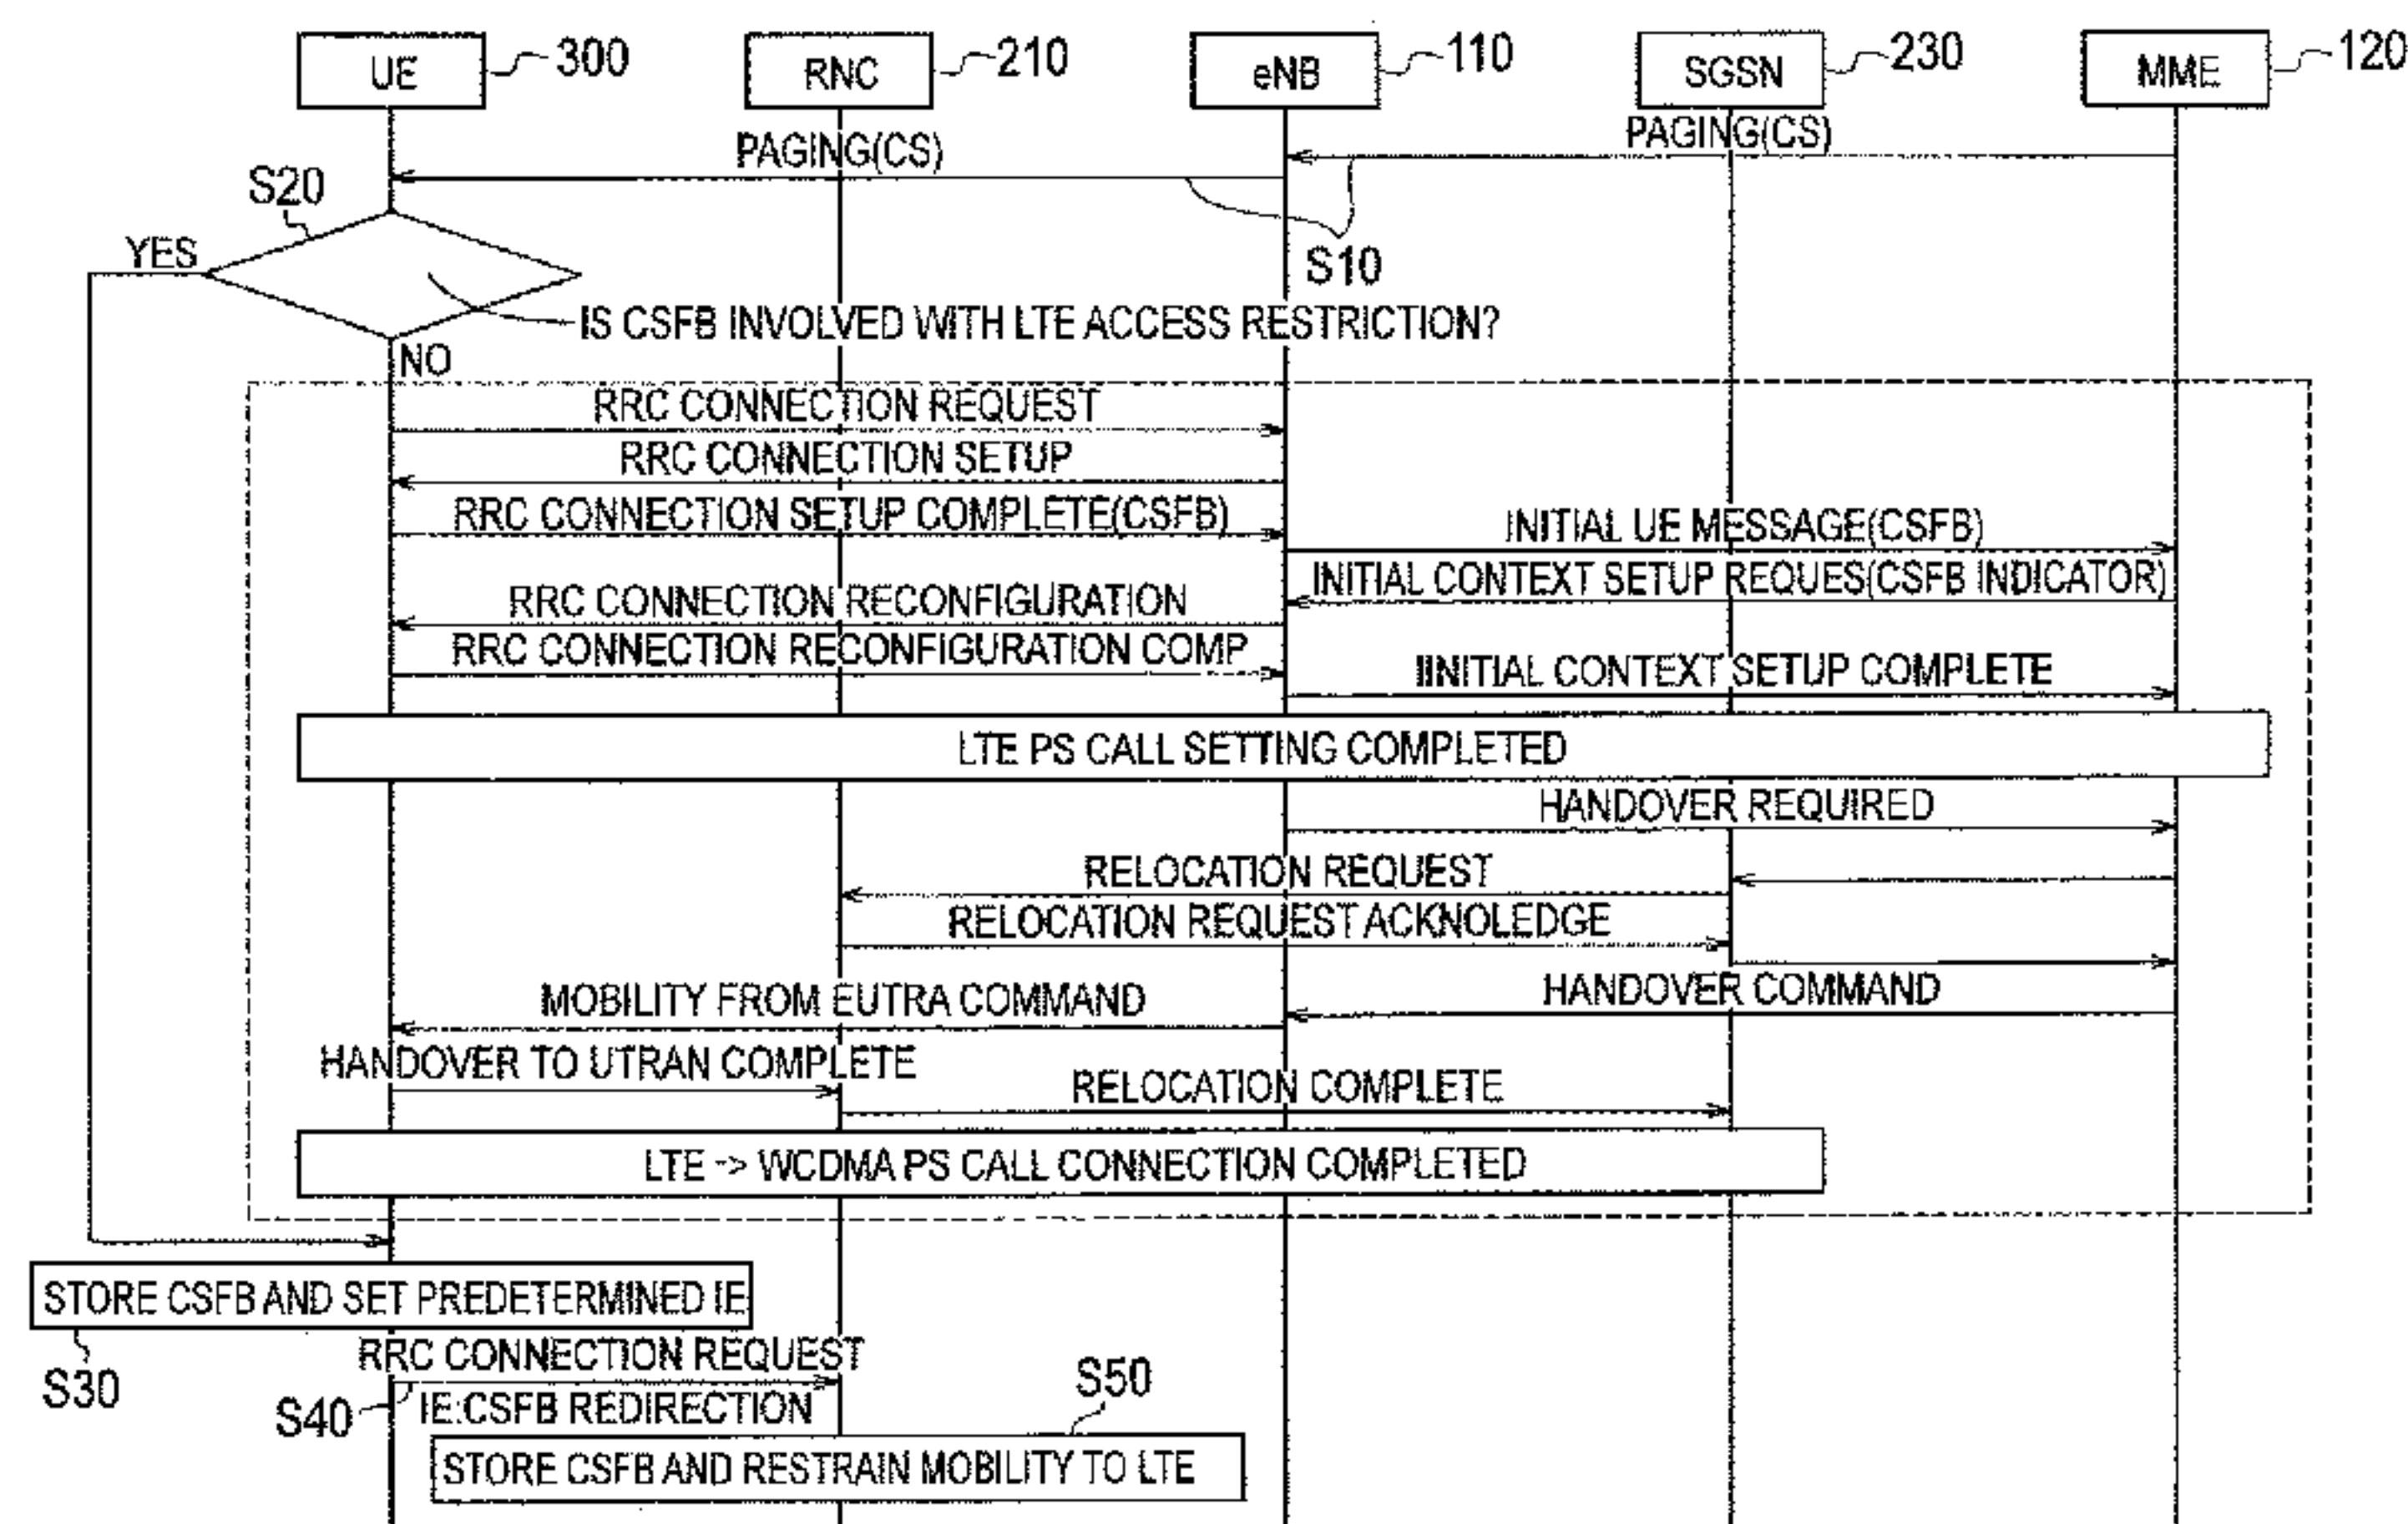 UE 300 RNC 210 eNB 110 SGSN 230 MME 120
PAGING(CS)
PAGING(CS)
S20
YES
S10
IS CSFB INVOLVED WITH LTE ACCESS RESTRICTION?
NO
RRC CONNECTION REQUEST
RRC CONNECTION SETUP
RRC CONNECTION SETUP COMPLETE(CSFB)
INITIAL UE MESSAGE(CSFB)
INITIAL CONTEXT SETUP REQUES(CSFB INDICATOR)
RRC CONNECTION RECONFIGURATION
RRC CONNECTION RECONFIGURATION COMP
IINITIAL CONTEXT SETUP COMPLETE
LTE PS CALL SETTING COMPLETED
HANDOVER REQUIRED
RELOCATION REQUEST
RELOCATION REQUEST ACKNOLEDGE
MOBILITY FROM EUTRA COMMAND
HANDOVER COMMAND
HANDOVER TO UTRAN COMPLETE
RELOCATION COMPLETE
LTE -> WCDMA PS CALL CONNECTION COMPLETED
STORE CSFB AND SET PREDETERMINED IE
S30
RRC CONNECTION REQUEST
S40
IE:CSFB REDIRECTION
S50
STORE CSFB AND RESTRAIN MOBILITY TO LTE